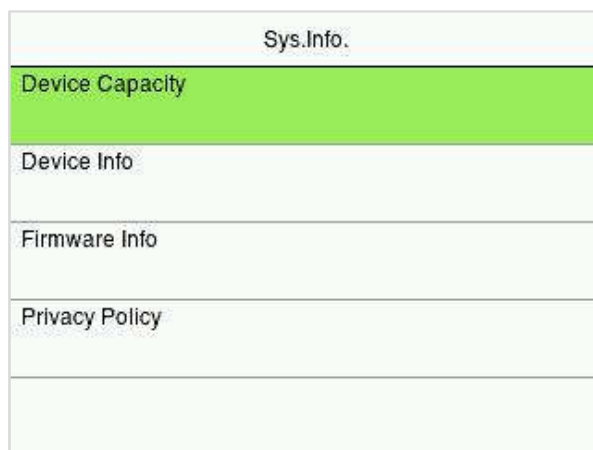 Sys.Info.
Device Capacity
Device Info
Firmware Info
Privacy Policy